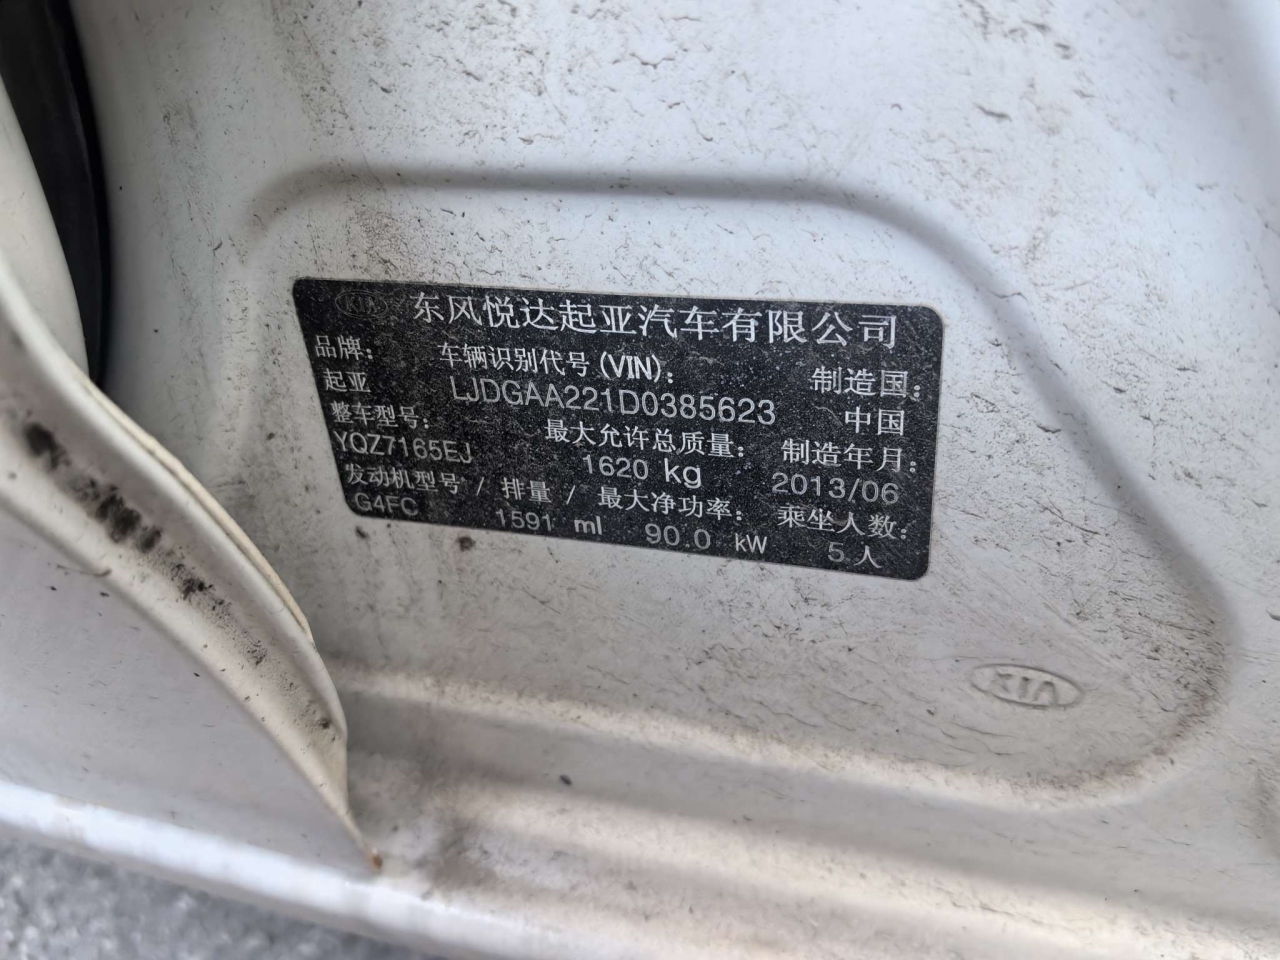 KIA 东风悦达起亚汽车有限公司
品牌： 车辆识别代号(VIN)： 制造国：
起亚 LJDGAA221D0385623 中国
整车型号： 最大允许总质量： 制造年月：
YQZ7165EJ 1620 kg 2013/06
发动机型号 / 排量 / 最大净功率： 乘坐人数：
G4FC 1591 ml 90.0 kW 5人
KIA